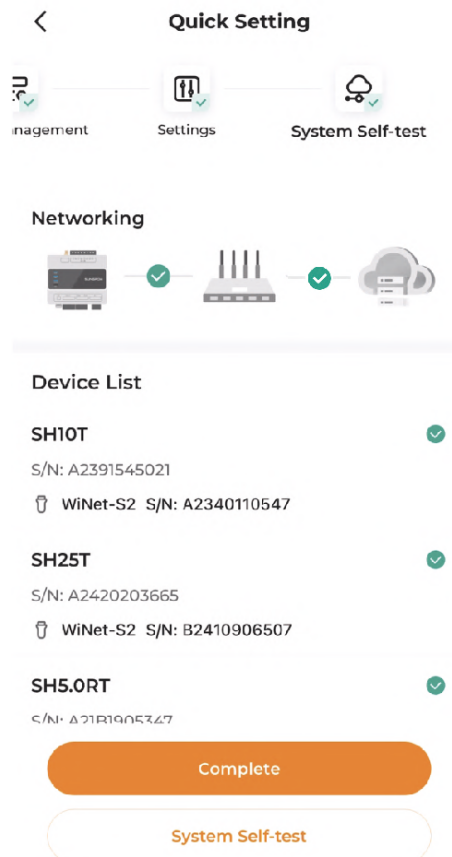 Quick Setting
nagement
Settings
System Self-test
Networking
Device List
SH10T
S/N: A2391545021
WiNet-S2 S/N: A2340110547
SH25T
S/N: A2420203665
WiNet-S2 S/N: B2410906507
SH5.0RT
S/N: A21B1905347
Complete
System Self-test